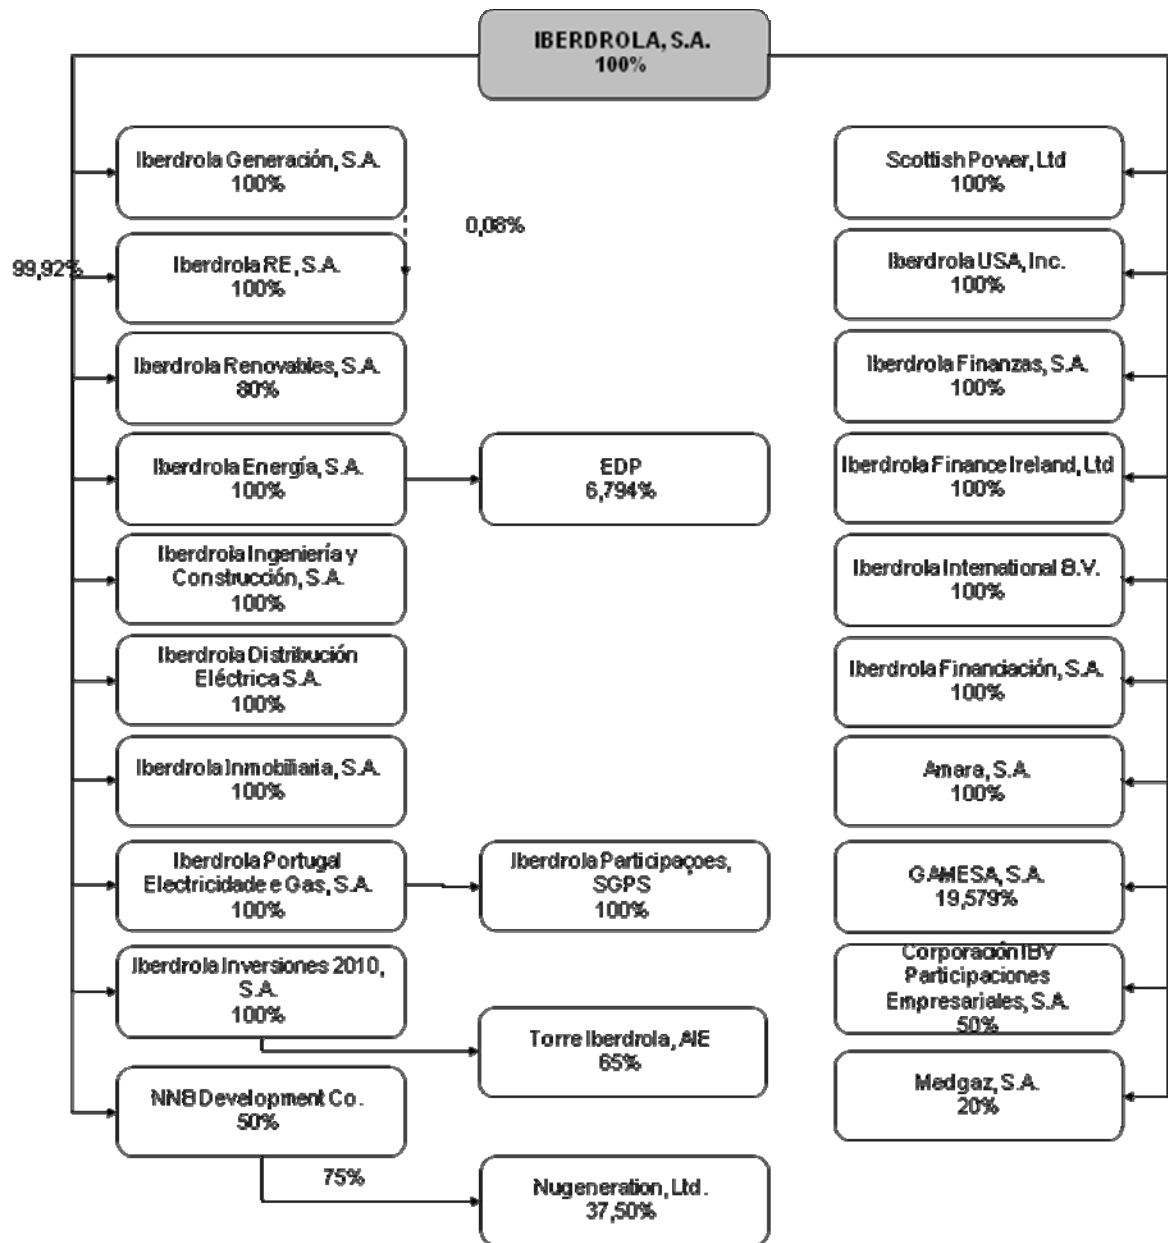 IBERDROLA, S.A.
100%
Iberdrola Generación, S.A.
100%
0,08%
99,92%
Iberdrola RE, S.A.
100%
Iberdrola Renovables, S.A.
80%
Iberdrola Energía, S.A.
100%
EDP
6,794%
Iberdrola Ingeniería y
Construcción, S.A.
100%
Iberdrola Distribución
Eléctrica S.A.
100%
Iberdrola Inmobiliaria, S.A.
100%
Iberdrola Portugal
Electricidade e Gas, S.A.
100%
Iberdrola Participaçoes,
SGPS
100%
Iberdrola Inversiones 2010,
S.A.
100%
Torre Iberdrola, AIE
65%
NNB Development Co.
50%
75%
Nugeneration, Ltd.
37,50%
Scottish Power, Ltd
100%
Iberdrola USA, Inc.
100%
Iberdrola Finanzas, S.A.
100%
Iberdrola Finance Ireland, Ltd
100%
Iberdrola International B.V.
100%
Iberdrola Financiación, S.A.
100%
Amara, S.A.
100%
GAMESA, S.A.
19,579%
Corporación IBV
Participaciones
Empresariales, S.A.
50%
Medgaz, S.A.
20%